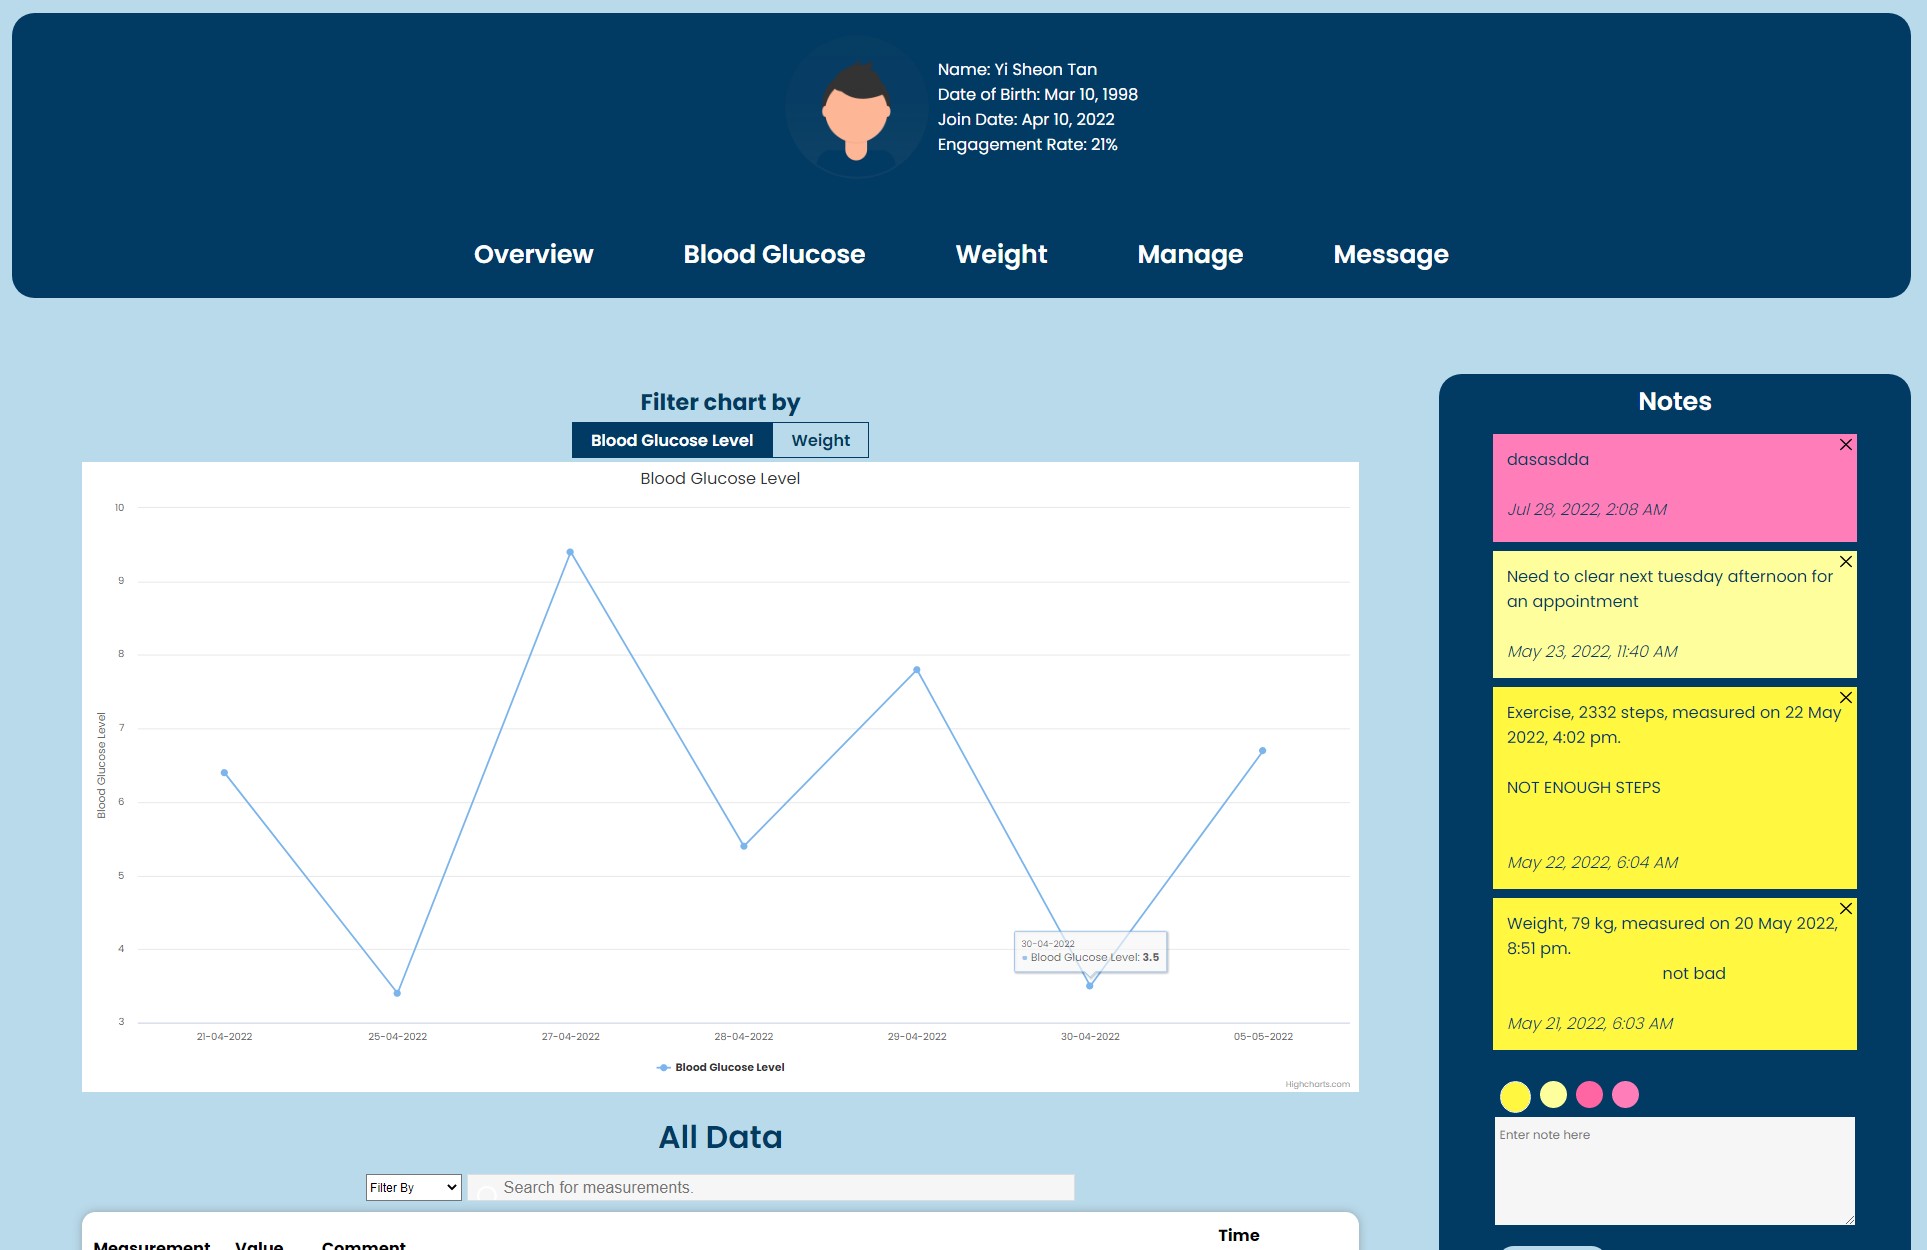 Name: Yi Sheon Tan
Date of Birth: Mar 10, 1998
Join Date: Apr 10, 2022
Engagement Rate: 21%
Overview Blood Glucose Weight Manage Message
Filter chart by
Blood Glucose Level Weight
Blood Glucose Level
10
9
8
7
6
5
4
3
Blood Glucose Level
30-04-2022
Blood Glucose Level: 3.5
21-04-2022 25-04-2022 27-04-2022 28-04-2022 29-04-2022 30-04-2022 05-05-2022
Blood Glucose Level
Highcharts.com
All Data
Filter By Search for measurements.
Measurement Value Comment Time
Notes
dasasdda
Jul 28, 2022, 2:08 AM
Need to clear next tuesday afternoon for
an appointment
May 23, 2022, 11:40 AM
Exercise, 2332 steps, measured on 22 May
2022, 4:02 pm.
NOT ENOUGH STEPS
May 22, 2022, 6:04 AM
Weight, 79 kg, measured on 20 May 2022,
8:51 pm.
not bad
May 21, 2022, 6:03 AM
Enter note here